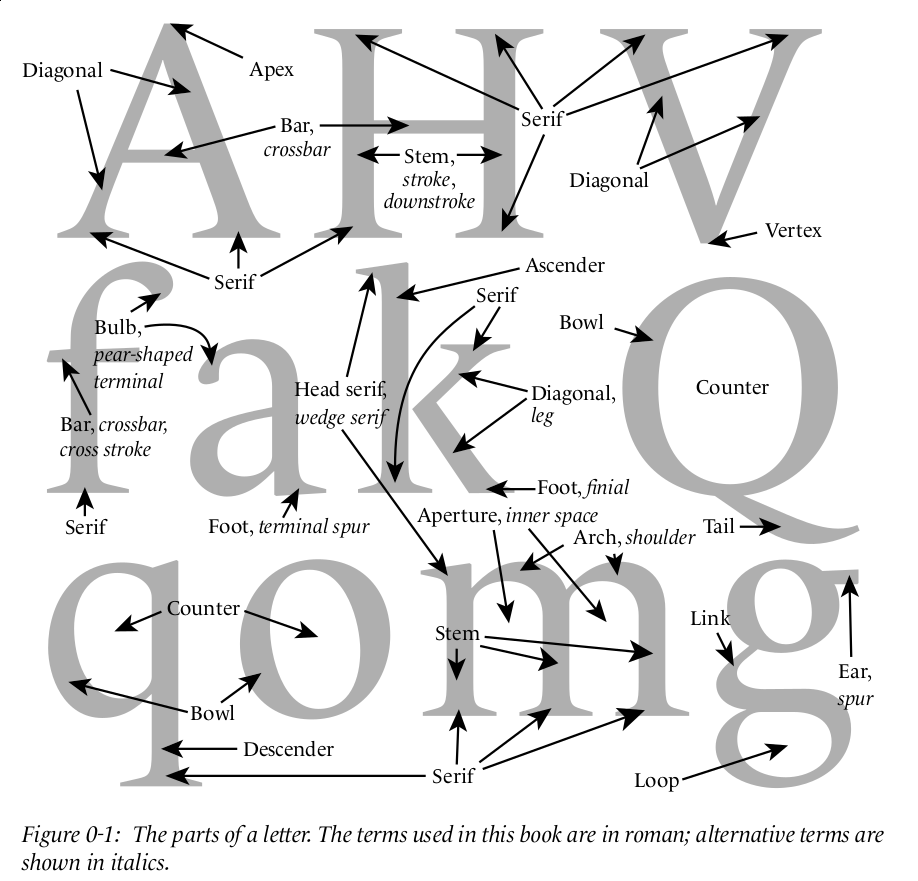 Diagonal
Apex
Bar,
crossbar
Stem,
stroke,
downstroke
Serif
Diagonal
Vertex
Serif
Ascender
Serif
Bulb,
pear-shaped
terminal
Bowl
Counter
Head serif,
wedge serif
Diagonal,
leg
Bar, crossbar,
cross stroke
Foot, finial
Serif
Foot, terminal spur
Aperture, inner space
Tail
Arch, shoulder
Counter
Link
Stem
Ear,
spur
Bowl
Descender
Serif
Loop
A H V
f a k Q
q o m g
Figure 0-1: The parts of a letter. The terms used in this book are in roman; alternative terms are
shown in italics.